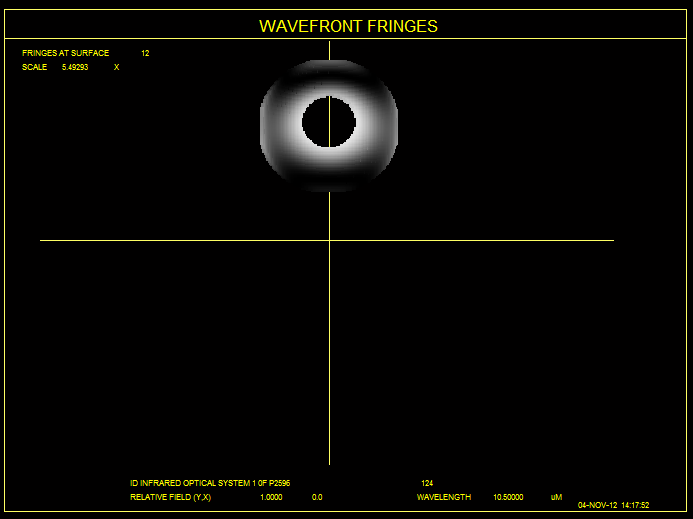 WAVEFRONT FRINGES
FRINGES AT SURFACE 12
SCALE 5.49293 X
ID INFRARED OPTICAL SYSTEM 1 OF P2596 124
RELATIVE FIELD (Y,X) 1.0000 0.0 WAVELENGTH 10.50000 uM
04-NOV-12 14:17:52